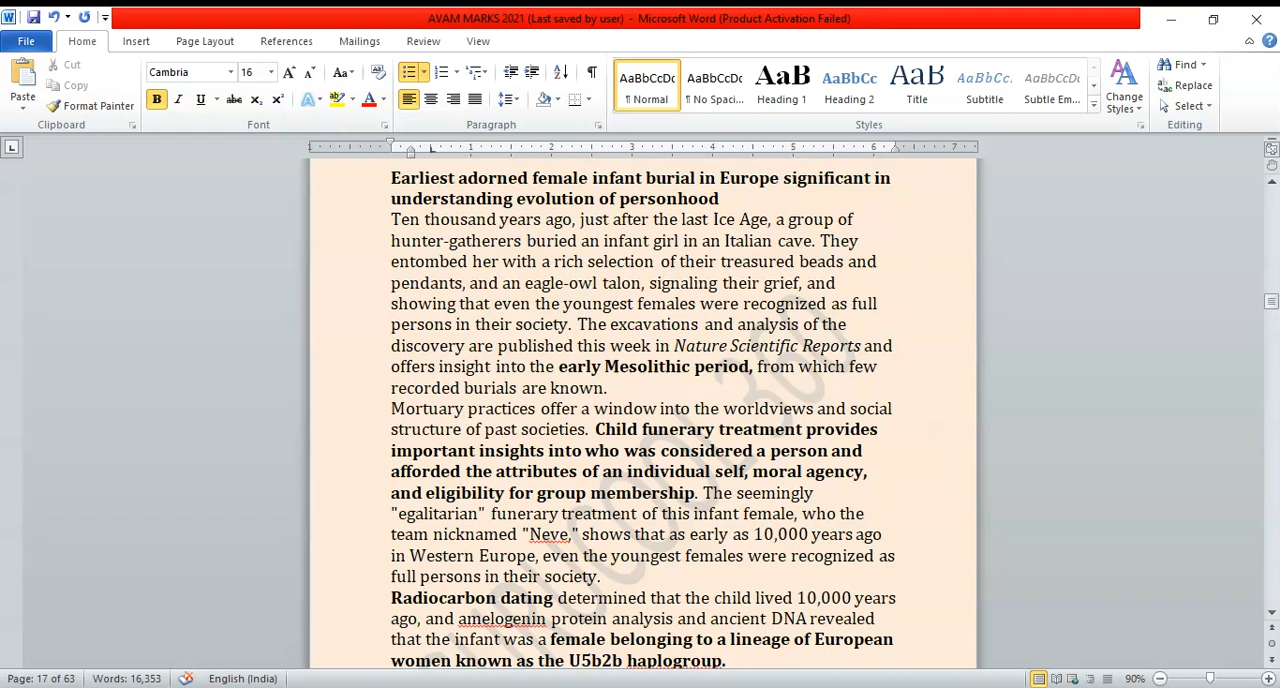 AVAM MARKS 2021 (Last saved by user) - Microsoft Word (Product Activation Failed)
File Home Insert Page Layout References Mailings Review View
Cut
Copy
Format Painter
Paste
Clipboard
Cambria 16
Font
Paragraph
AaBbCcDc AaBbCcDc AaB AaBbCc AaB AaBbCcL AaBbCcDc
¶ Normal ¶ No Spaci... Heading 1 Heading 2 Title Subtitle Subtle Em...
Styles
Change Styles
Find
Replace
Select
Editing
1 1 2 3 4 5 6 7
Earliest adorned female infant burial in Europe significant in
understanding evolution of personhood
Ten thousand years ago, just after the last Ice Age, a group of
hunter-gatherers buried an infant girl in an Italian cave. They
entombed her with a rich selection of their treasured beads and
pendants, and an eagle-owl talon, signaling their grief, and
showing that even the youngest females were recognized as full
persons in their society. The excavations and analysis of the
discovery are published this week in Nature Scientific Reports and
offers insight into the early Mesolithic period, from which few
recorded burials are known.
Mortuary practices offer a window into the worldviews and social
structure of past societies. Child funerary treatment provides
important insights into who was considered a person and
afforded the attributes of an individual self, moral agency,
and eligibility for group membership. The seemingly
"egalitarian" funerary treatment of this infant female, who the
team nicknamed "Neve," shows that as early as 10,000 years ago
in Western Europe, even the youngest females were recognized as
full persons in their society.
Radiocarbon dating determined that the child lived 10,000 years
ago, and amelogenin protein analysis and ancient DNA revealed
that the infant was a female belonging to a lineage of European
women known as the U5b2b haplogroup.
Page: 17 of 63 Words: 16,353 English (India) 90%